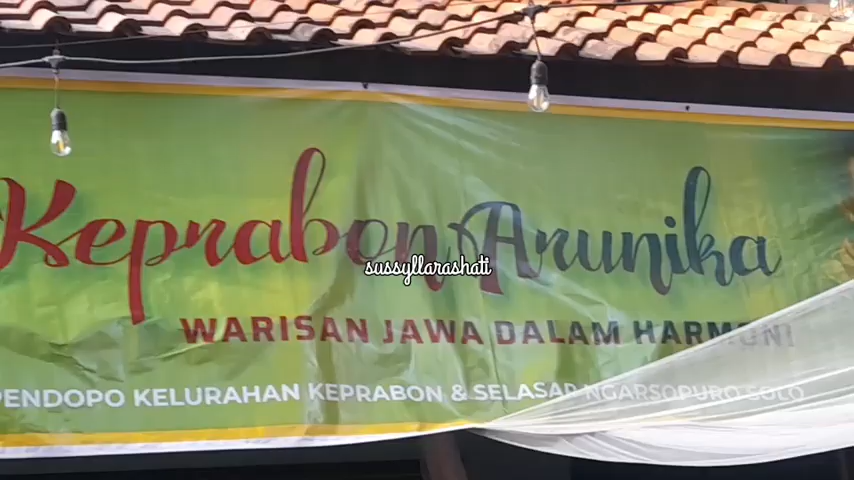 Keprabon Arunika
sussyllarashati
WARISAN JAWA DALAM HARMONI
PENDOPO KELURAHAN KEPRABON & SELASAR NGARSOPURO SOLO